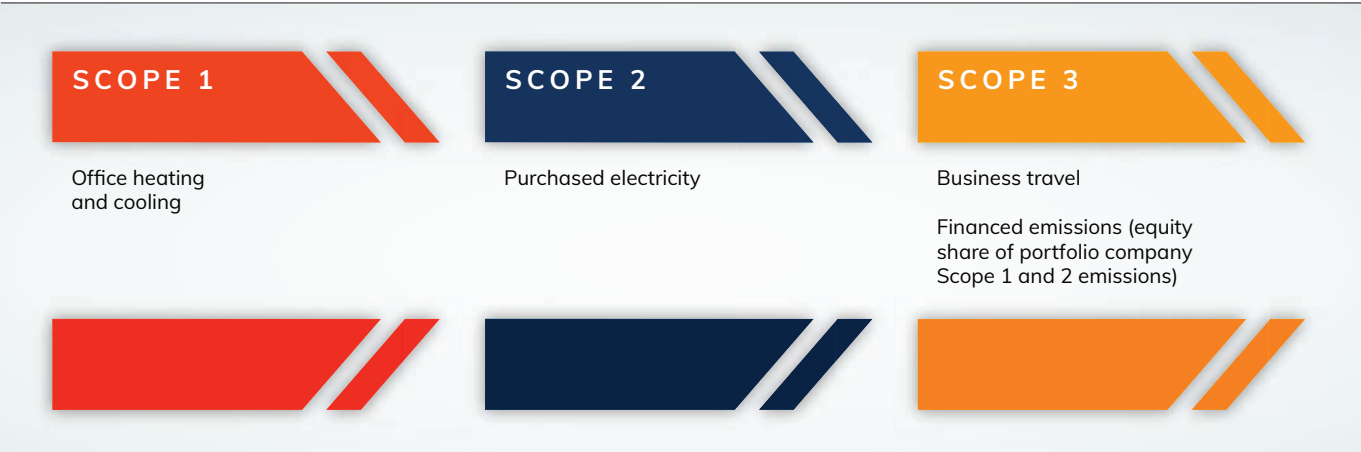 SCOPE 1
Office heating
and cooling
SCOPE 2
Purchased electricity
SCOPE 3
Business travel
Financed emissions (equity
share of portfolio company
Scope 1 and 2 emissions)